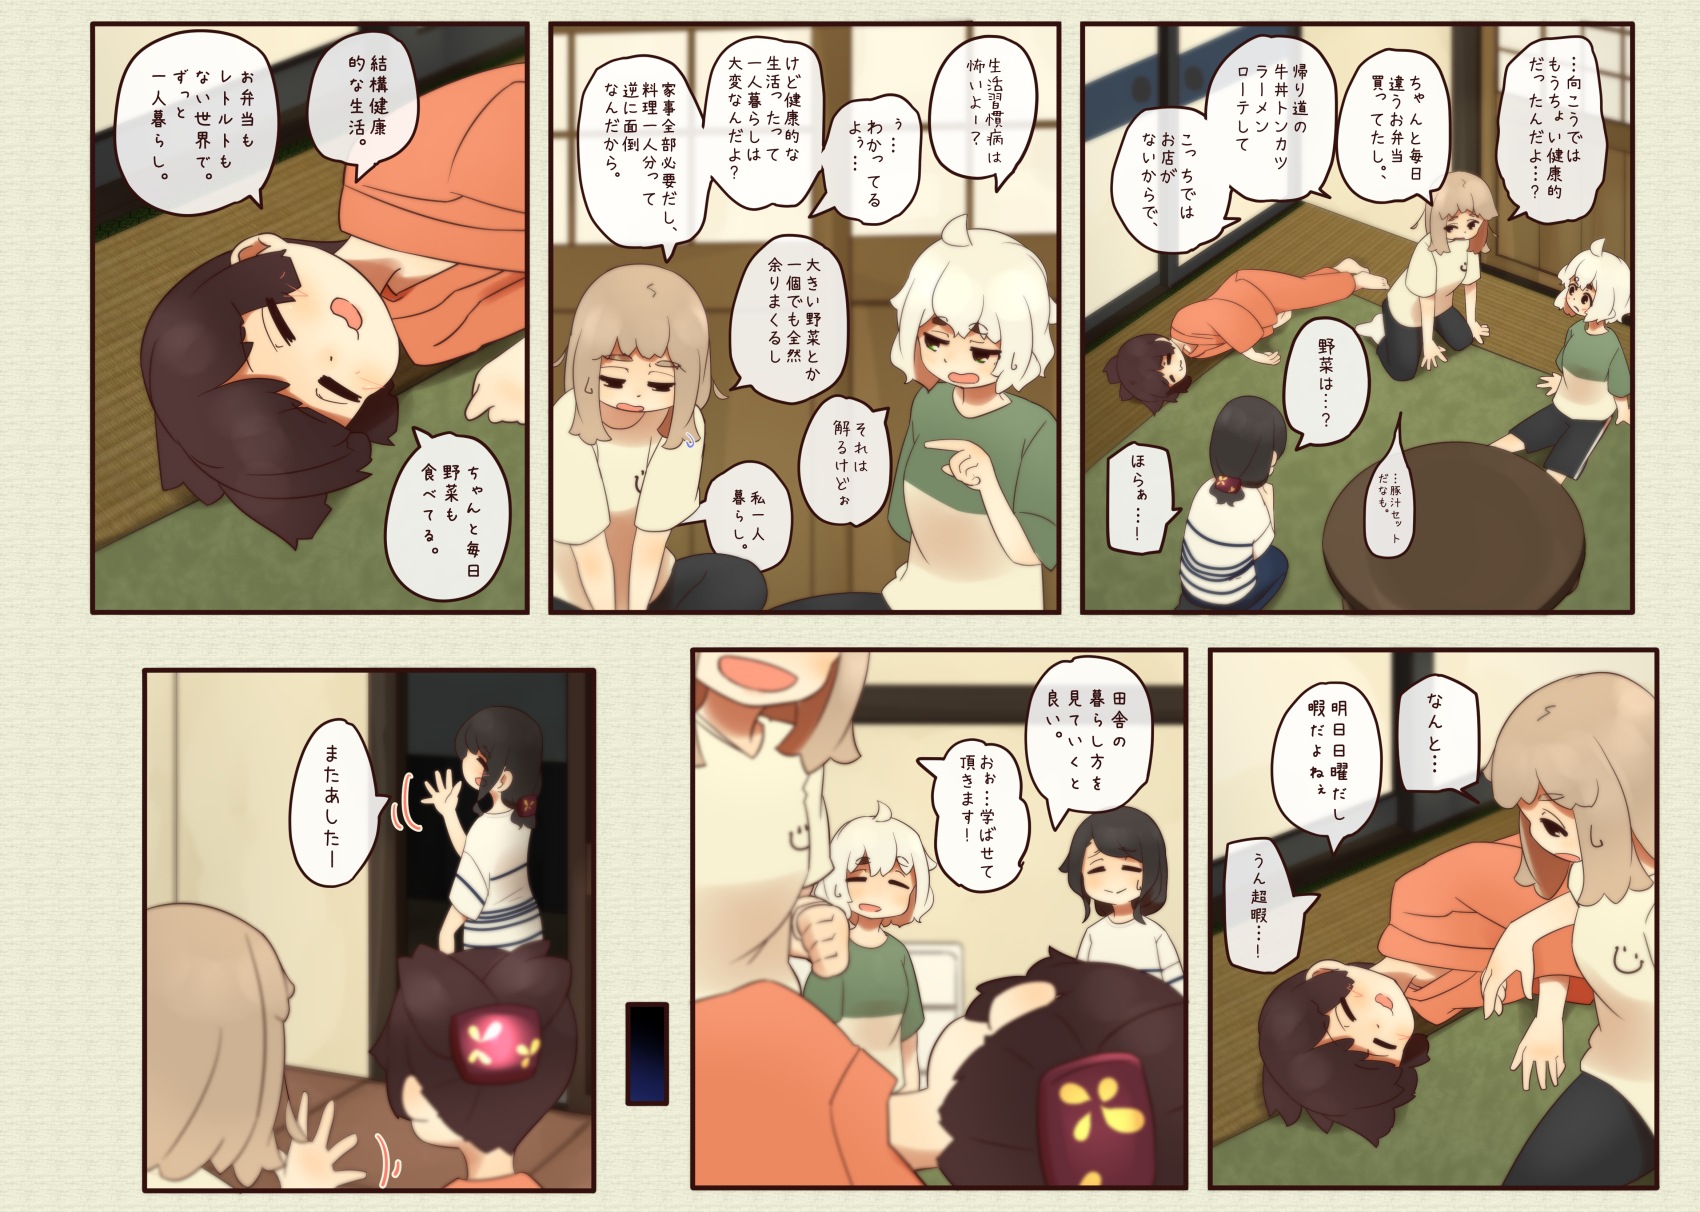 …向こうでは
もうちょい健康的
だったんだよ…？
ちゃんと毎日
違うお弁当
買ってたし。、
帰り道の
牛丼トンカツ
ラーメン
ローテして
こっちでは
お店が
ないからで、
野菜は…？
…豚汁セット
だなも。
ほらぁ…！
生活習慣病は
怖いよー？
ぅ…
わかってる
よぅ…
けど健康的な
生活ったって
一人暮らしは
大変なんだよ？
家事全部必要だし、
料理一人分って
逆に面倒
なんだから。
大きい野菜とか
一個でも全然
余りまくるし
それは
解るけどぉ
私一人
暮らし。
結構健康
的な生活。
お弁当も
レトルトも
ない世界で。
ずっと
一人暮らし。
ちゃんと毎日
野菜も
食べてる。
なんと…
明日日曜だし
暇だよねぇ
うん超暇…！
田舎の
暮らし方を
見ていくと
良い。
おぉ…学ばせて
頂きます！
またあしたー